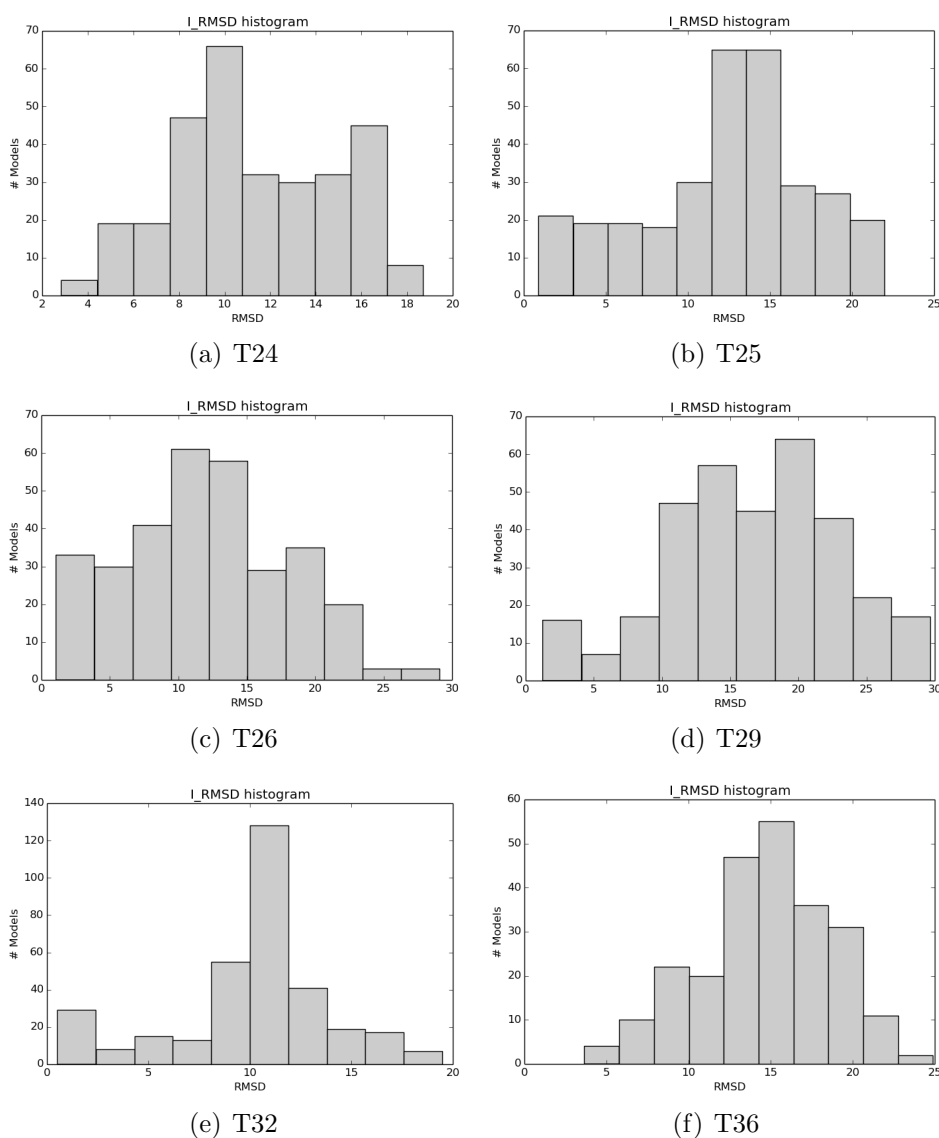 I_RMSD histogram
70
60
50
40
30
20
10
0
# Models
2 4 6 8 10 12 14 16 18 20
RMSD
(a) T24
I_RMSD histogram
70
60
50
40
30
20
10
0
# Models
0 5 10 15 20 25
RMSD
(b) T25
I_RMSD histogram
70
60
50
40
30
20
10
0
# Models
0 5 10 15 20 25 30
RMSD
(c) T26
I_RMSD histogram
70
60
50
40
30
20
10
0
# Models
0 5 10 15 20 25 30
RMSD
(d) T29
I_RMSD histogram
140
120
100
80
60
40
20
0
# Models
0 5 10 15 20
RMSD
(e) T32
I_RMSD histogram
60
50
40
30
20
10
0
# Models
0 5 10 15 20 25
RMSD
(f) T36